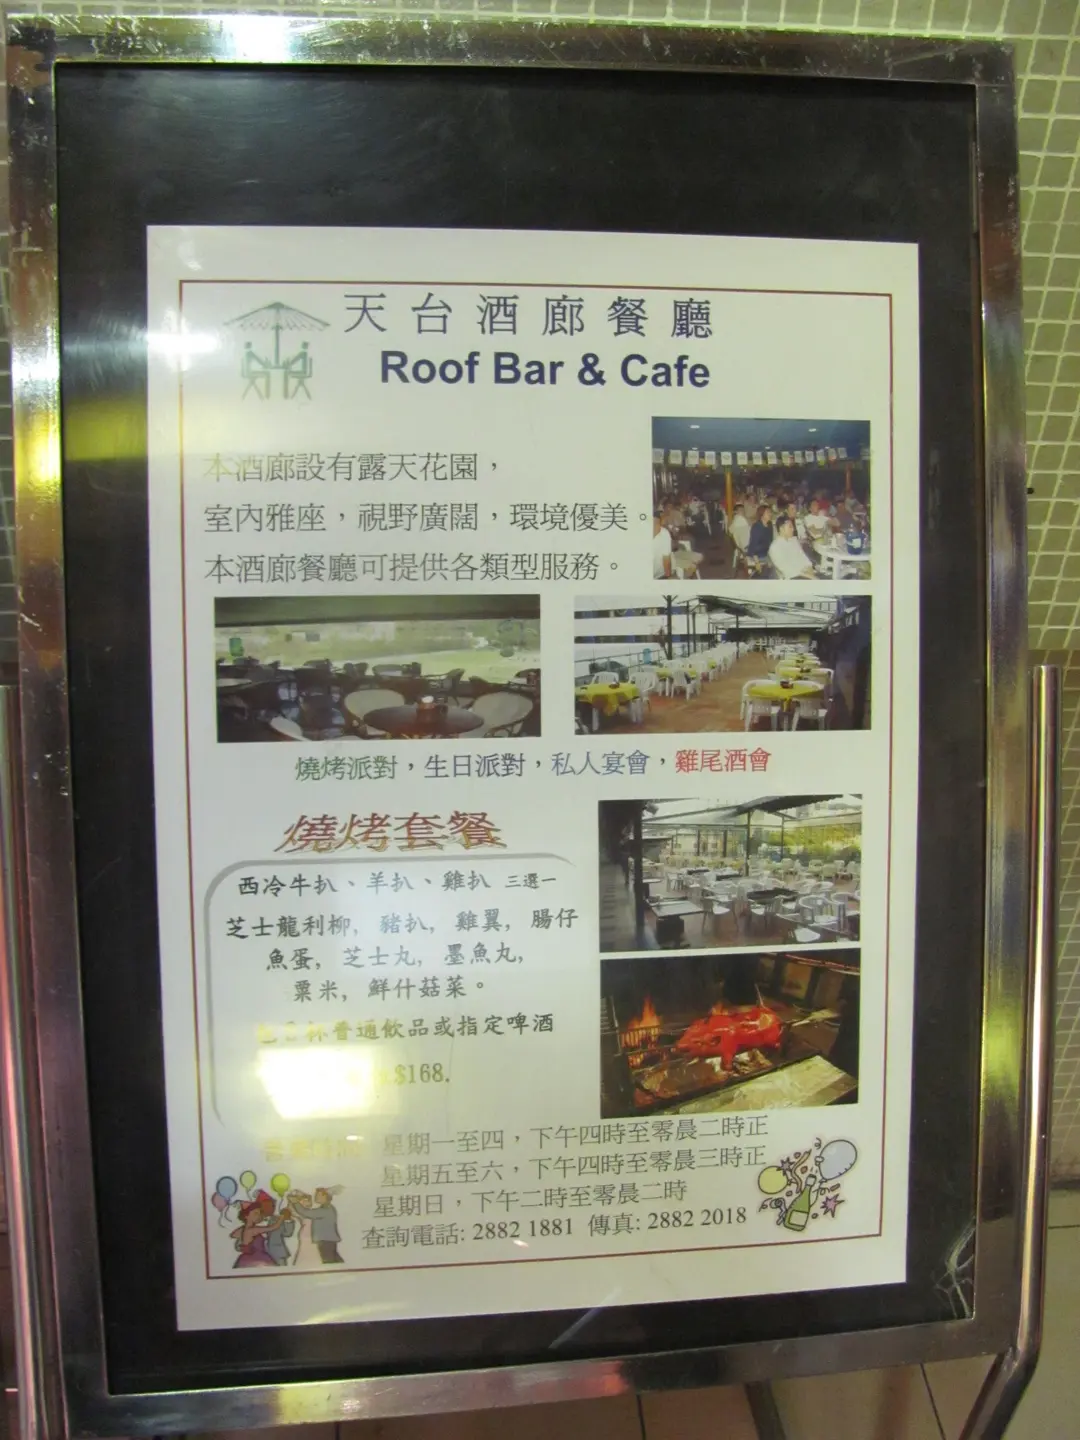 天台酒廊餐廳
Roof Bar & Cafe
本酒廊設有露天花園，
室內雅座，視野廣闊，環境優美。
本酒廊餐廳可提供各類型服務。
燒烤派對，生日派對，私人宴會，雞尾酒會
燒烤套餐
西冷牛扒、羊扒、雞扒 三選一
芝士龍利柳, 豬扒, 雞翼, 腸仔
魚蛋, 芝士丸, 墨魚丸,
粟米, 鮮什菇菜。
杯普通飲品或指定啤酒
$168.
星期一至四，下午四時至零晨二時正
星期五至六，下午四時至零晨三時正
星期日，下午二時至零晨二時
查詢電話: 2882 1881 傳真: 2882 2018